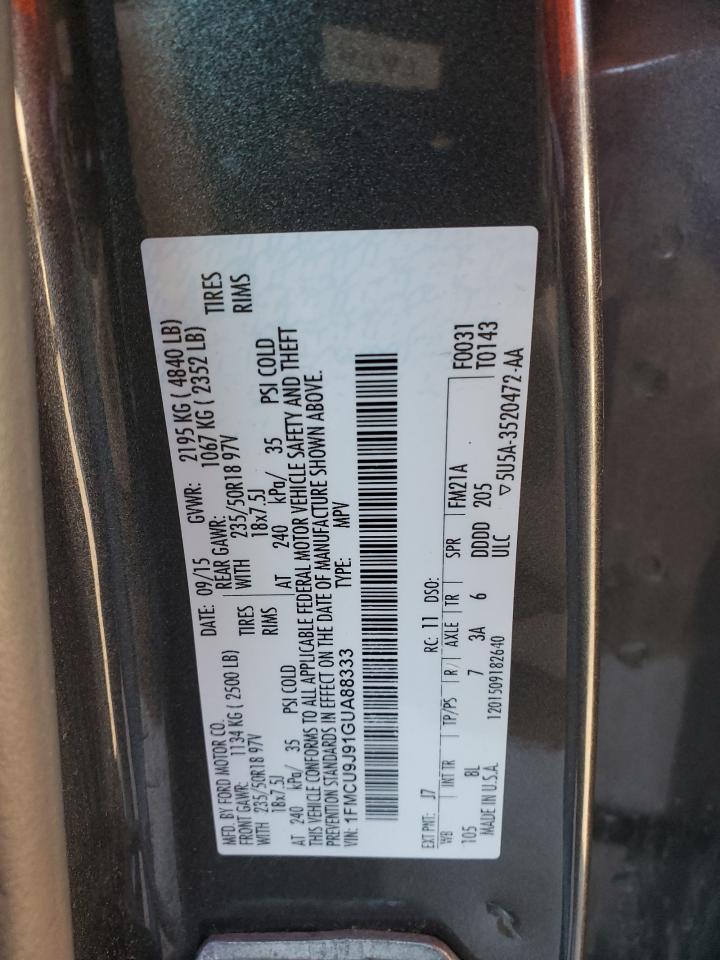 MFD. BY FORD MOTOR CO. DATE: 09/15 GVWR: 2195 KG ( 4840 LB)
FRONT GAWR: 1134 KG ( 2500 LB) REAR GAWR: 1067 KG ( 2352 LB)
WITH 235/50R18 97V TIRES WITH 235/50R18 97V TIRES
18x7.5J RIMS 18x7.5J RIMS
AT 240 kPa/ 35 PSI COLD AT 240 kPa/ 35 PSI COLD
THIS VEHICLE CONFORMS TO ALL APPLICABLE FEDERAL MOTOR VEHICLE SAFETY AND THEFT
PREVENTION STANDARDS IN EFFECT ON THE DATE OF MANUFACTURE SHOWN ABOVE.
VIN: 1FMCU9J91GUA88333 TYPE: MPV
EXT PNT: J7 RC: 11 DSO: F0031
WB INT TR TP/PS R/ AXLE TR SPR FM21A T0143
105 8L 7 3A 6 DDDD 205
MADE IN U.S.A. 1201509182640 ULC ▽5U5A-3520472-AA